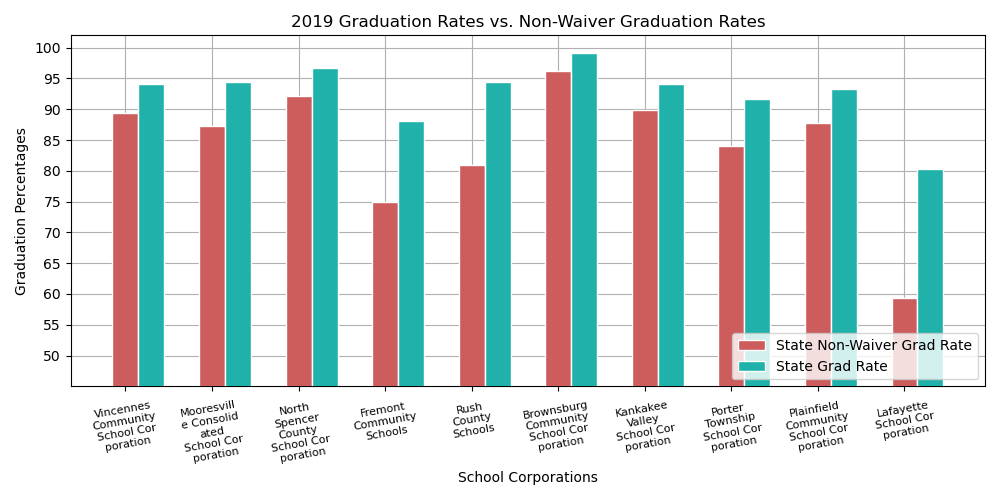 2019 Graduation Rates vs. Non-Waiver Graduation Rates
Graduation Percentages
100
95
90
85
80
75
70
65
60
55
50
State Non-Waiver Grad Rate
State Grad Rate
Vincennes
Community
School Cor
poration
Mooresvill
e Consolid
ated
School Cor
poration
North
Spencer
County
School Cor
poration
Fremont
Community
Schools
Rush
County
Schools
Brownsburg
Community
School Cor
poration
Kankakee
Valley
School Cor
poration
Porter
Township
School Cor
poration
Plainfield
Community
School Cor
poration
Lafayette
School Cor
poration
School Corporations